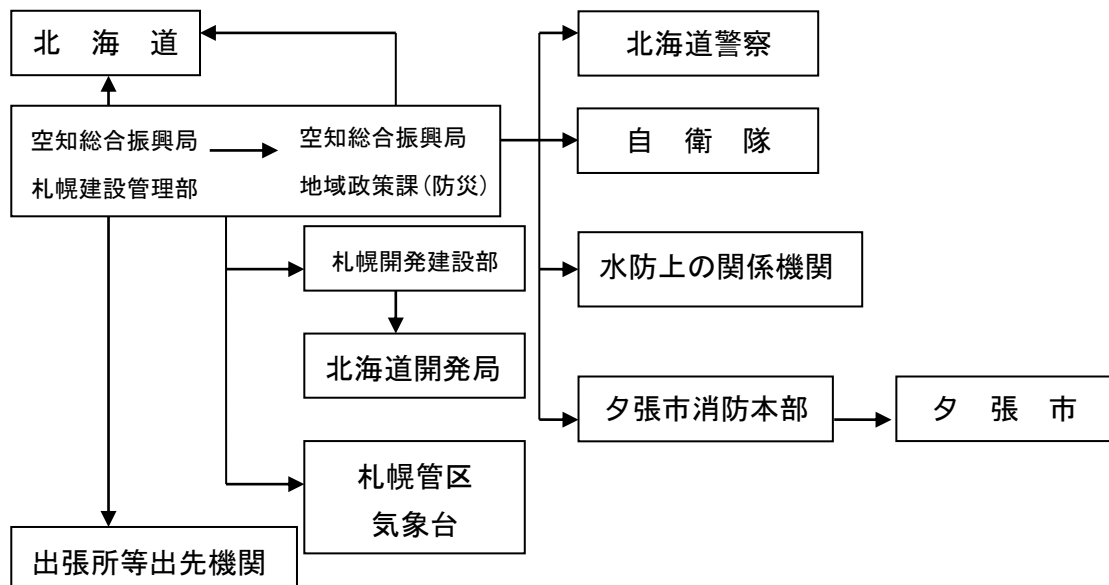 北 海 道
北海道警察
空知総合振興局
札幌建設管理部
空知総合振興局
地域政策課(防災)
自 衛 隊
札幌開発建設部
水防上の関係機関
北海道開発局
夕張市消防本部
夕 張 市
札幌管区
気象台
出張所等出先機関